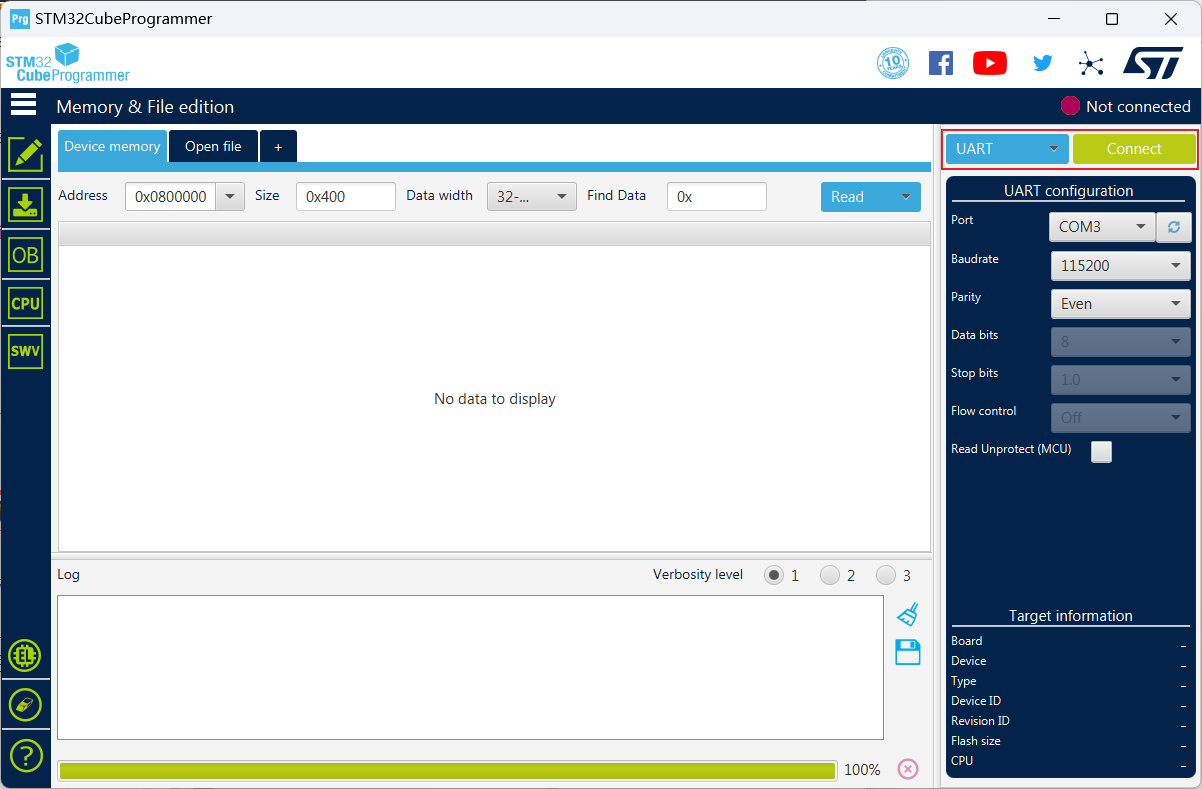 Prg STM32CubeProgrammer
STM32
CubeProgrammer
10
YEARS
Memory & File edition
Not connected
Device memory
Open file
+
UART
Connect
Address
0x0800000
Size
0x400
Data width
32-...
Find Data
0x
Read
UART configuration
Port
COM3
Baudrate
115200
Parity
Even
Data bits
8
Stop bits
1.0
Flow control
Off
Read Unprotect (MCU)
OB
CPU
SWV
No data to display
Log
Verbosity level
1
2
3
EL
?
Target information
Board _
Device _
Type _
Device ID _
Revision ID _
Flash size _
CPU _
100%